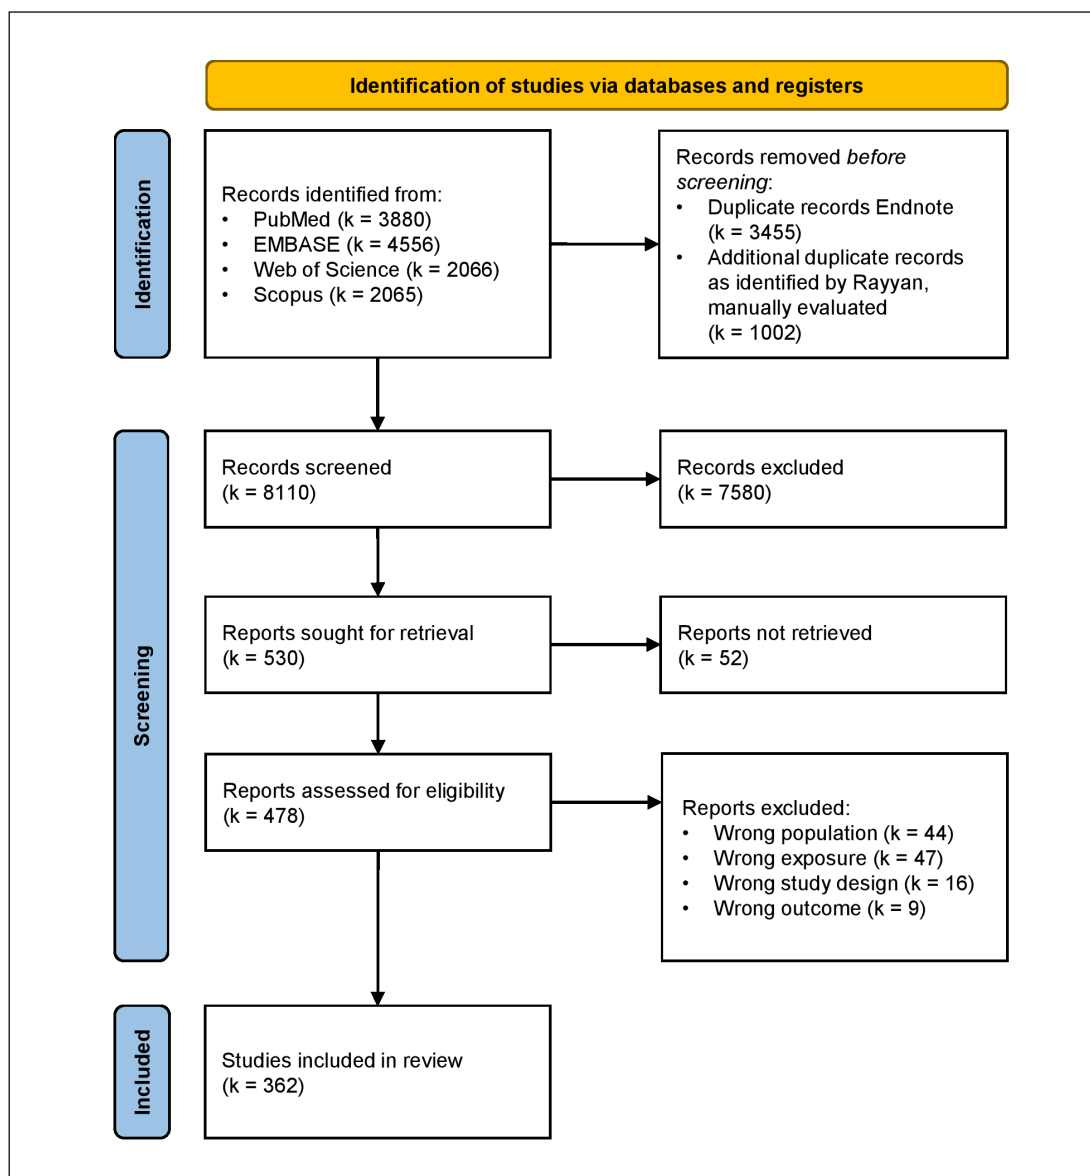 Identification of studies via databases and registers
Identification
Records identified from:
• PubMed (k = 3880)
• EMBASE (k = 4556)
• Web of Science (k = 2066)
• Scopus (k = 2065)
Records removed before
screening:
• Duplicate records Endnote
(k = 3455)
• Additional duplicate records
as identified by Rayyan,
manually evaluated
(k = 1002)
Screening
Records screened
(k = 8110)
Records excluded
(k = 7580)
Reports sought for retrieval
(k = 530)
Reports not retrieved
(k = 52)
Reports assessed for eligibility
(k = 478)
Reports excluded:
• Wrong population (k = 44)
• Wrong exposure (k = 47)
• Wrong study design (k = 16)
• Wrong outcome (k = 9)
Included
Studies included in review
(k = 362)